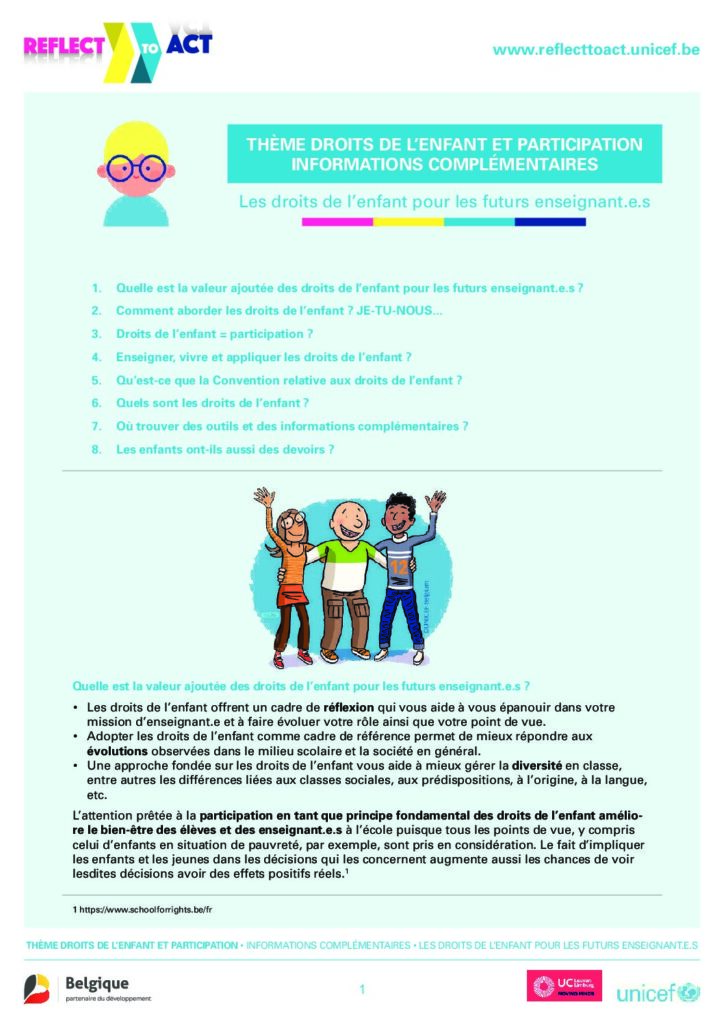 REFLECT TO ACT
www.reflecttoact.unicef.be
THÈME DROITS DE L’ENFANT ET PARTICIPATION
INFORMATIONS COMPLÉMENTAIRES
Les droits de l’enfant pour les futurs enseignant.e.s
1. Quelle est la valeur ajoutée des droits de l’enfant pour les futurs enseignant.e.s ?
2. Comment aborder les droits de l’enfant ? JE-TU-NOUS...
3. Droits de l’enfant = participation ?
4. Enseigner, vivre et appliquer les droits de l’enfant ?
5. Qu’est-ce que la Convention relative aux droits de l’enfant ?
6. Quels sont les droits de l’enfant ?
7. Où trouver des outils et des informations complémentaires ?
8. Les enfants ont-ils aussi des devoirs ?
12
Quelle est la valeur ajoutée des droits de l’enfant pour les futurs enseignant.e.s ?
• Les droits de l’enfant offrent un cadre de réflexion qui vous aide à vous épanouir dans votre
mission d’enseignant.e et à faire évoluer votre rôle ainsi que votre point de vue.
• Adopter les droits de l’enfant comme cadre de référence permet de mieux répondre aux
évolutions observées dans le milieu scolaire et la société en général.
• Une approche fondée sur les droits de l’enfant vous aide à mieux gérer la diversité en classe,
entre autres les différences liées aux classes sociales, aux prédispositions, à l’origine, à la langue,
etc.
L’attention prêtée à la participation en tant que principe fondamental des droits de l’enfant amélio-
re le bien-être des élèves et des enseignant.e.s à l’école puisque tous les points de vue, y compris
celui d’enfants en situation de pauvreté, par exemple, sont pris en considération. Le fait d’impliquer
les enfants et les jeunes dans les décisions qui les concernent augmente aussi les chances de voir
lesdites décisions avoir des effets positifs réels.1
1 https://www.schoolforrights.be/fr
THÈME DROITS DE L’ENFANT ET PARTICIPATION • INFORMATIONS COMPLÉMENTAIRES • LES DROITS DE L’ENFANT POUR LES FUTURS ENSEIGNANT.E.S
Belgique
partenaire du développement
1
UC Leuven Limburg
MOVING MINDS
unicef